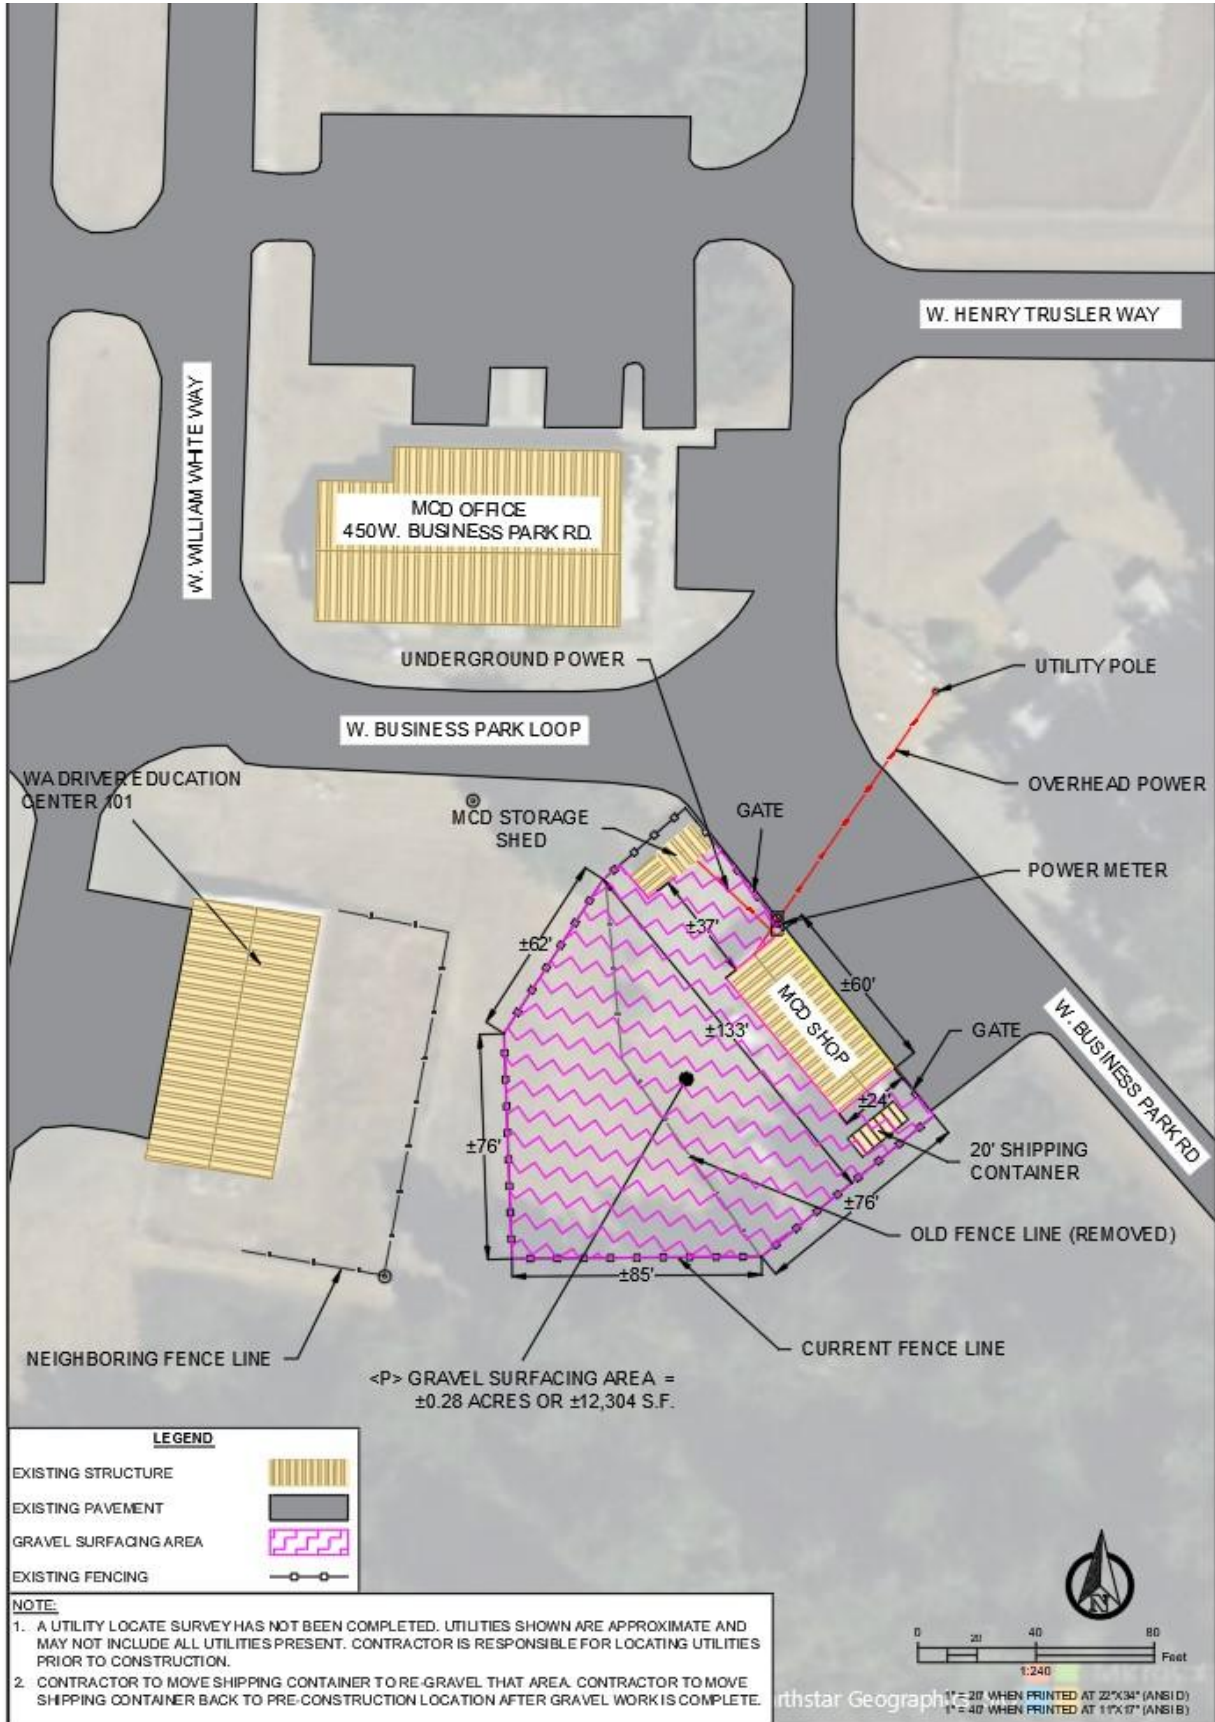 W. HENRY TRUSLER WAY
W. WILLIAM WHITE WAY
MCD OFFICE
450 W. BUSINESS PARK RD.
UNDERGROUND POWER
UTILITY POLE
W. BUSINESS PARK LOOP
WA DRIVER EDUCATION
CENTER 101
OVERHEAD POWER
MCD STORAGE
SHED
GATE
POWER METER
±37'
±62'
±60'
MCD SHOP
±133'
W. BUSINESS PARK RD
GATE
±24'
±76'
20' SHIPPING
CONTAINER
±76'
OLD FENCE LINE (REMOVED)
±85'
CURRENT FENCE LINE
NEIGHBORING FENCE LINE
<P> GRAVEL SURFACING AREA =
±0.28 ACRES OR ±12,304 S.F.
LEGEND
EXISTING STRUCTURE
EXISTING PAVEMENT
GRAVEL SURFACING AREA
EXISTING FENCING
NOTE:
1. A UTILITY LOCATE SURVEY HAS NOT BEEN COMPLETED. UTILITIES SHOWN ARE APPROXIMATE AND
MAY NOT INCLUDE ALL UTILITIES PRESENT. CONTRACTOR IS RESPONSIBLE FOR LOCATING UTILITIES
PRIOR TO CONSTRUCTION.
2. CONTRACTOR TO MOVE SHIPPING CONTAINER TO RE-GRAVEL THAT AREA. CONTRACTOR TO MOVE
SHIPPING CONTAINER BACK TO PRE-CONSTRUCTION LOCATION AFTER GRAVEL WORK IS COMPLETE.
N
0 20 40 80
Feet
1:240
1" = 20' WHEN PRINTED AT 22"X34" (ANSI D)
1" = 40' WHEN PRINTED AT 11"X17" (ANSI B)
rthstar Geographics